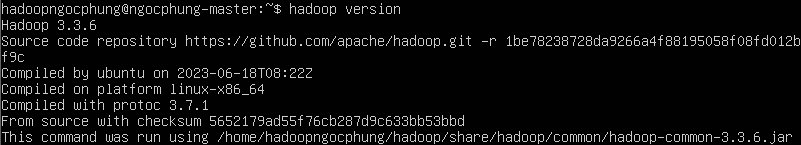 hadoopngocphung@ngocphung-master:~$ hadoop version
Hadoop 3.3.6
Source code repository https://github.com/apache/hadoop.git -r 1be78238728da9266a4f88195058f08fd012b
f9c
Compiled by ubuntu on 2023-06-18T08:22Z
Compiled on platform linux-x86_64
Compiled with protoc 3.7.1
From source with checksum 5652179ad55f76cb287d9c633bb53bbd
This command was run using /home/hadoopngocphung/hadoop/share/hadoop/common/hadoop-common-3.3.6.jar